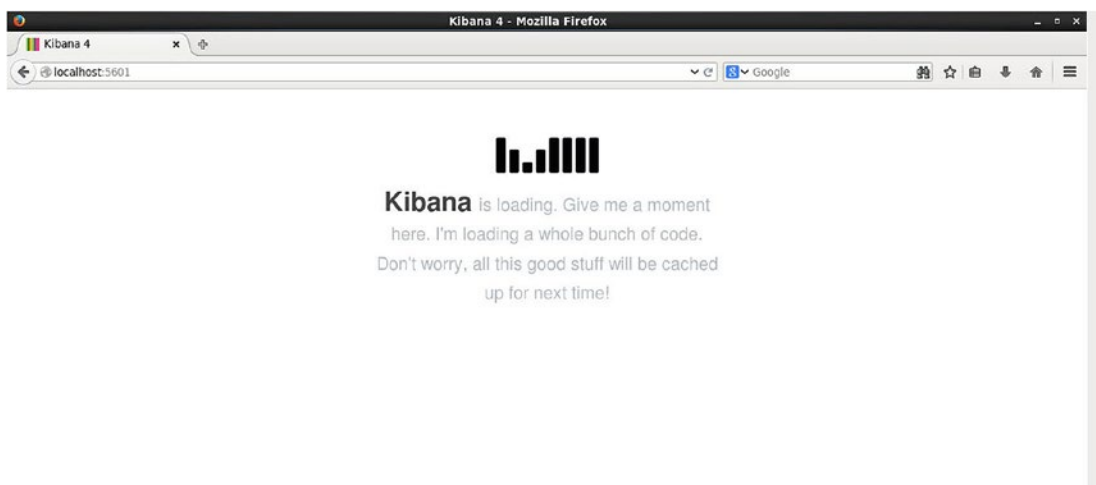 Kibana 4 - Mozilla Firefox
Kibana 4
localhost:5601
Google
Kibana is loading. Give me a moment
here. I'm loading a whole bunch of code.
Don't worry, all this good stuff will be cached
up for next time!